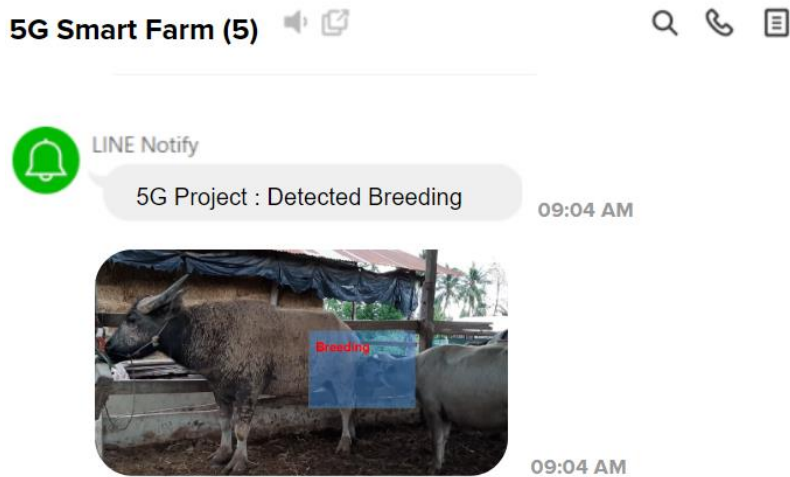 5G Smart Farm (5)
LINE Notify
5G Project : Detected Breeding
09:04 AM
Breeding
09:04 AM